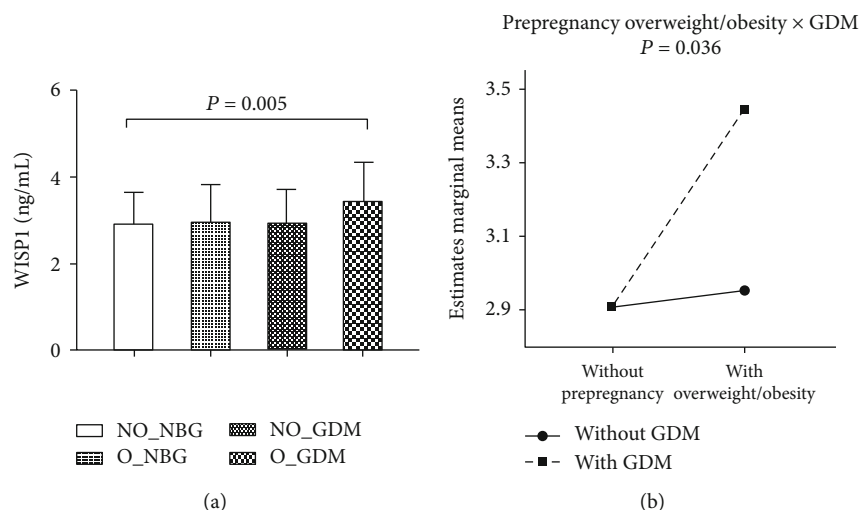 6
4
2
0
WISP1 (ng/mL)
P = 0.005
NO_NBG
O_NBG
NO_GDM
O_GDM
(a)
Prepregnancy overweight/obesity × GDM
P = 0.036
3.5
3.3
3.1
2.9
Estimates marginal means
Without
prepregnancy
With
overweight/obesity
Without GDM
With GDM
(b)